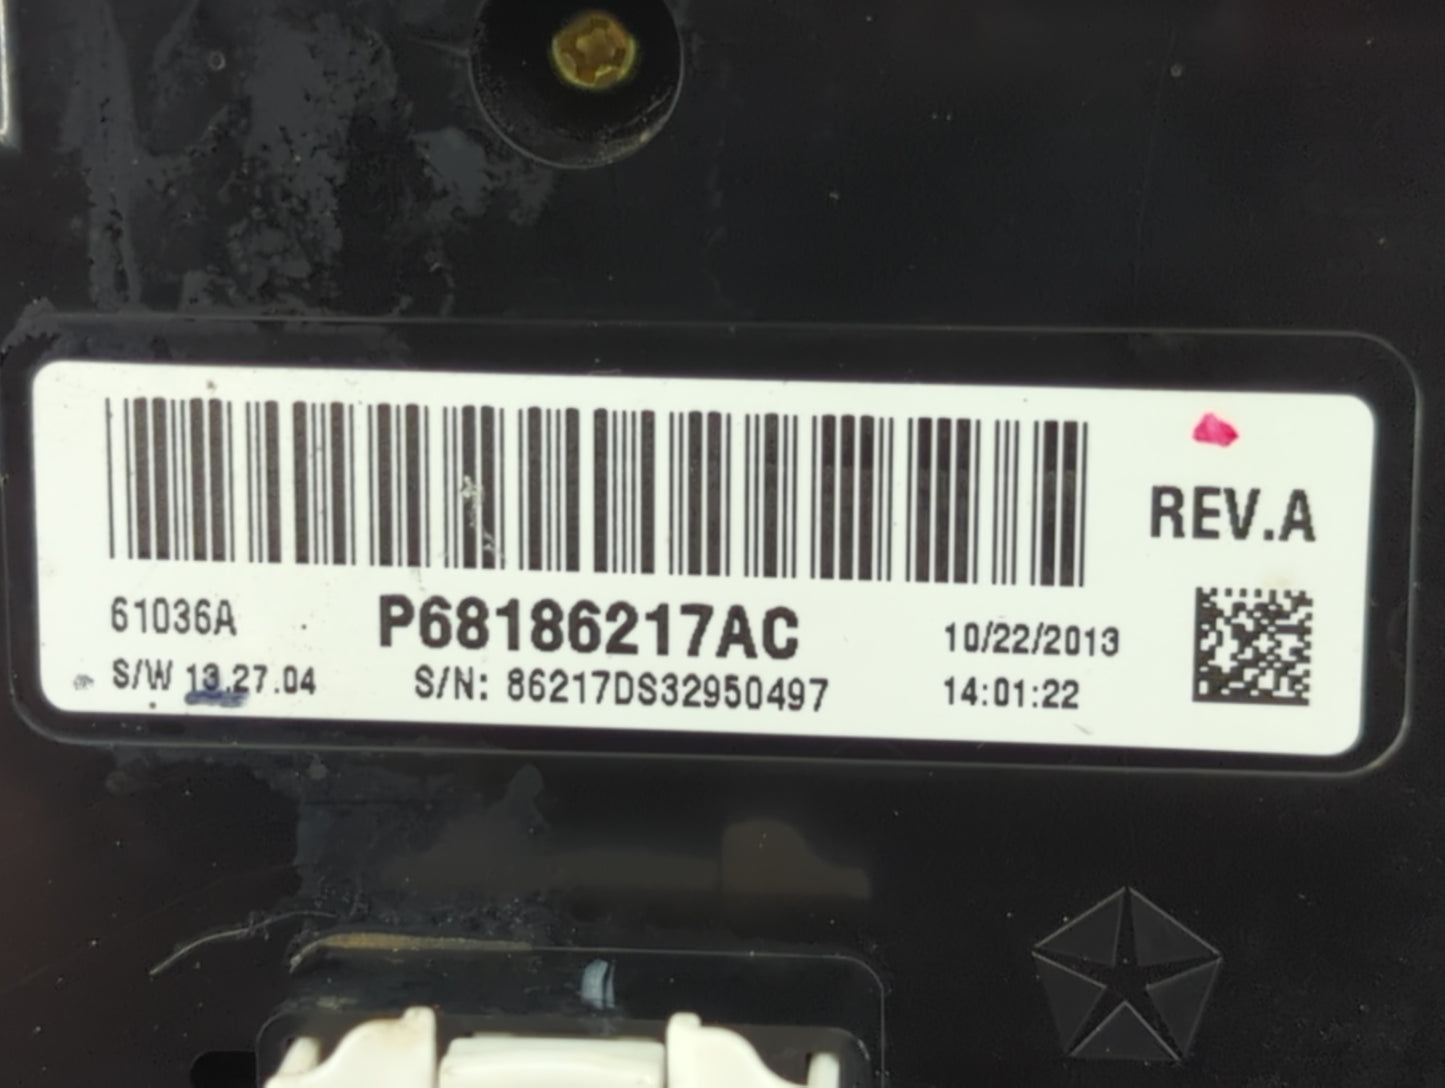 REV.A
61036A P68186217AC 10/22/2013
S/W 13.27.04 S/N: 86217DS32950497 14:01:22